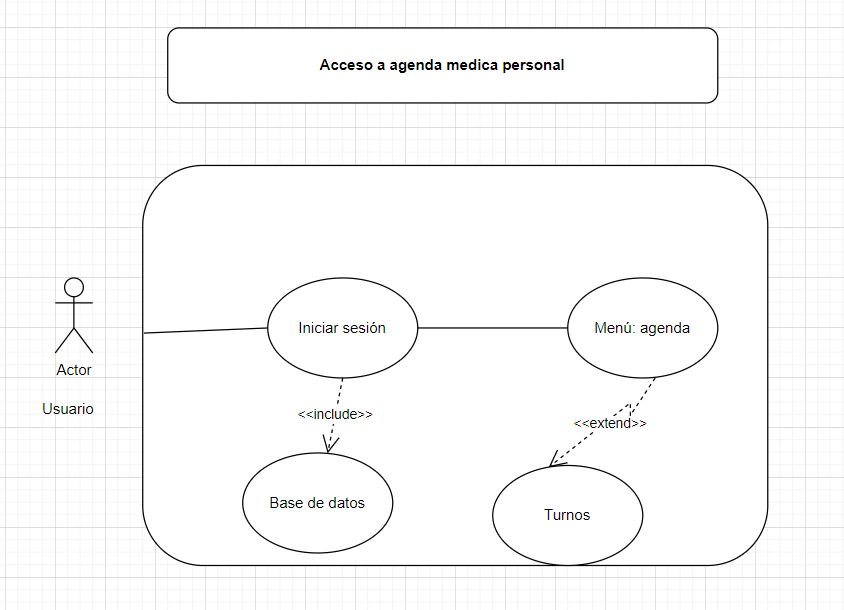 Acceso a agenda medica personal
Iniciar sesión
Menú: agenda
Actor
Usuario
<<include>>
<<extend>>
Base de datos
Turnos